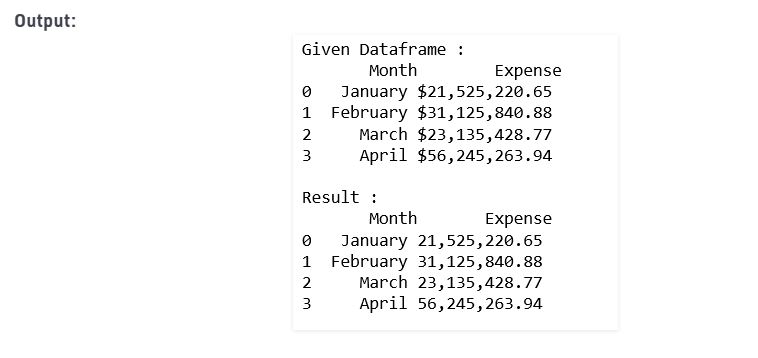 Output:
Given Dataframe :
Month Expense
0 January $21,525,220.65
1 February $31,125,840.88
2 March $23,135,428.77
3 April $56,245,263.94
Result :
Month Expense
0 January 21,525,220.65
1 February 31,125,840.88
2 March 23,135,428.77
3 April 56,245,263.94